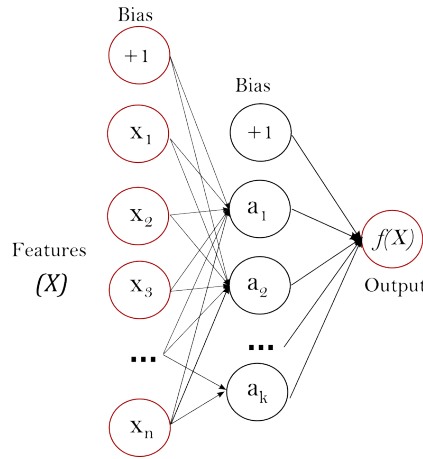 Bias
+1
x1
x2
x3
...
xn
Features
(X)
Bias
+1
a1
a2
...
ak
f(X)
Output